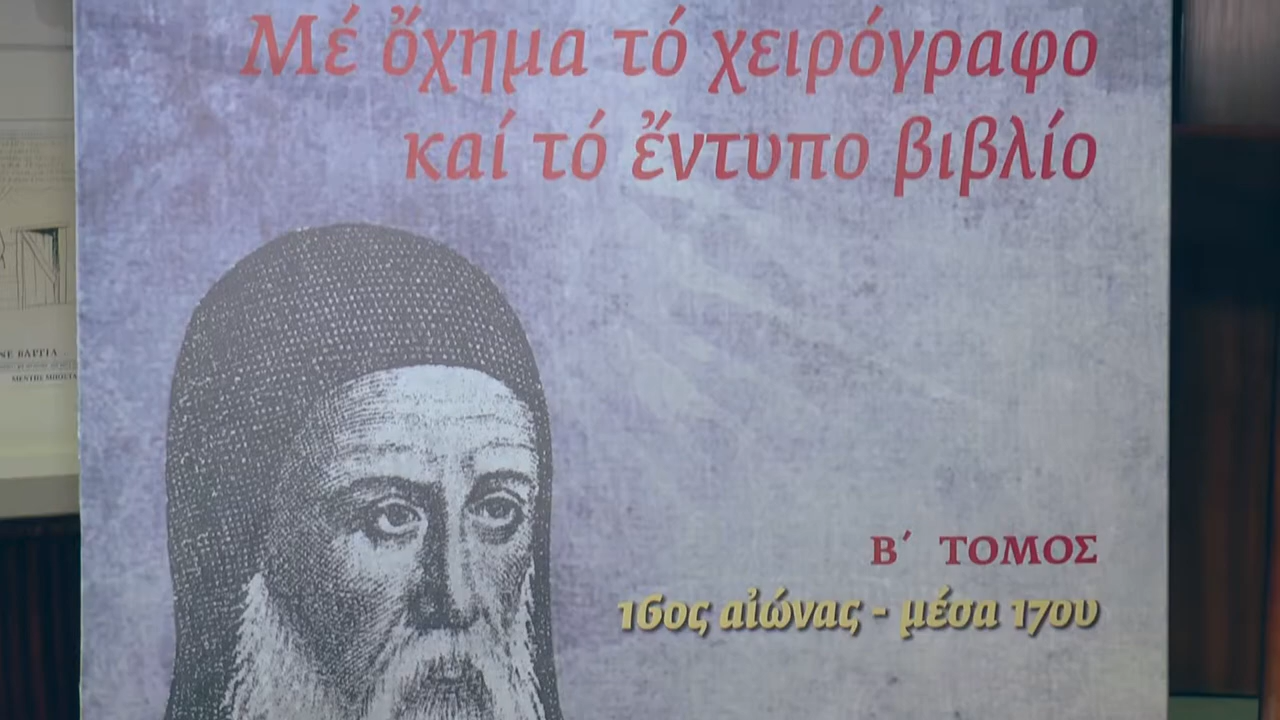 Μέ ὄχημα τό χειρόγραφο
καί τό ἔντυπο βιβλίο
Β΄ ΤΟΜΟΣ
16ος αἰώνας - μέσα 17ου